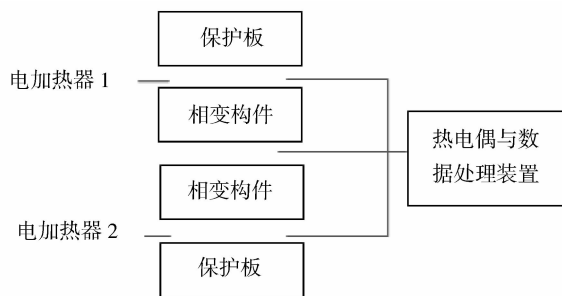 保护板
电加热器 1
相变构件
热电偶与数
据处理装置
相变构件
电加热器 2
保护板